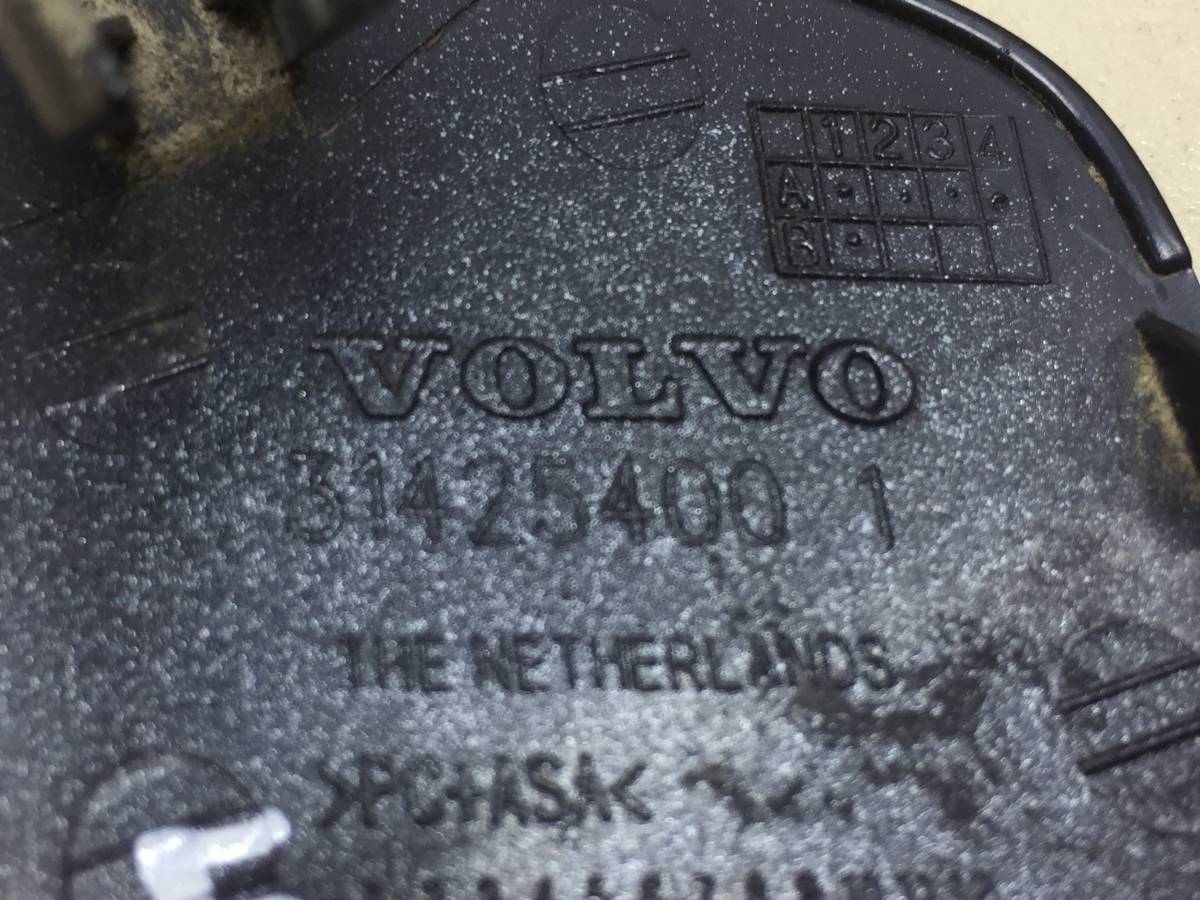 1 2 3 4
A
B
VOLVO
31425400 1
THE NETHERLANDS
>PC+ASA<